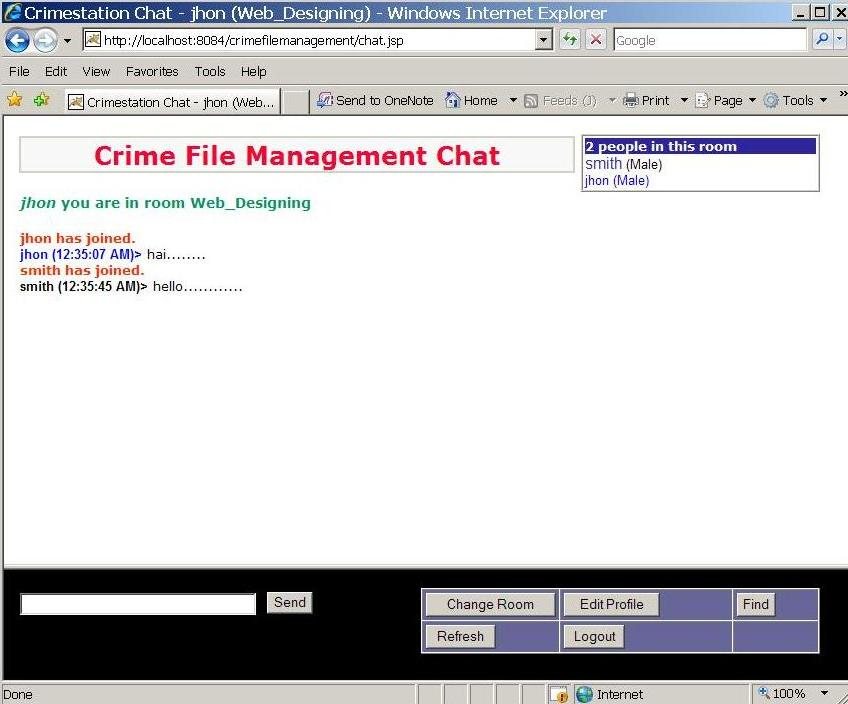 Crimestation Chat - jhon (Web_Designing) - Windows Internet Explorer
http://localhost:8084/crimefilemanagement/chat.jsp
Google
File Edit View Favorites Tools Help
Crimestation Chat - jhon (Web...
Send to OneNote Home Feeds (J) Print Page Tools »
Crime File Management Chat
2 people in this room
smith (Male)
jhon (Male)
jhon you are in room Web_Designing
jhon has joined.
jhon (12:35:07 AM)> hai........
smith has joined.
smith (12:35:45 AM)> hello............
Send
Change Room Edit Profile Find
Refresh Logout
Done Internet 100%